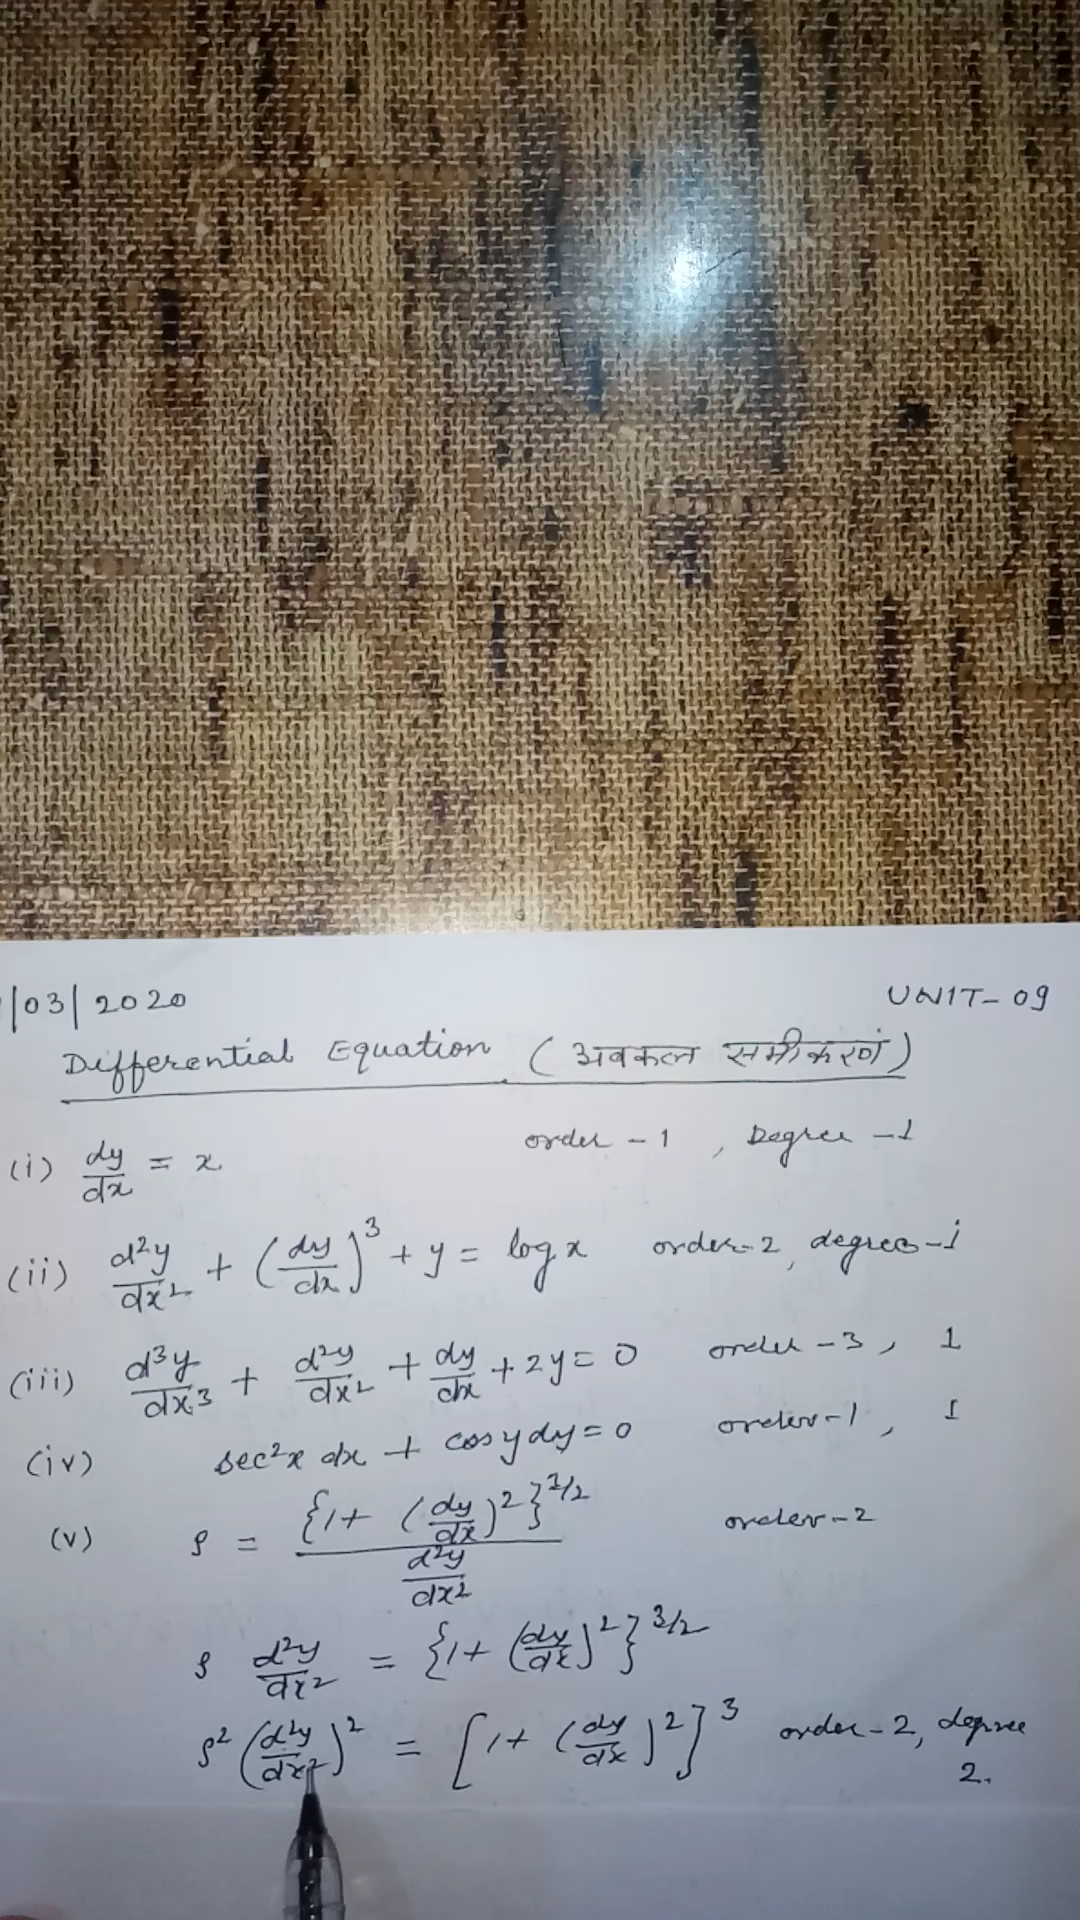 /03/2020 UNIT-09
Differential Equation (अवकल समीकरणं)
(i) dy/dx = x order - 1, Degree - 1
(ii) d²y/dx² + (dy/dx)³ + y = log x order-2, degree-1
(iii) d³y/dx³ + d²y/dx² + dy/dx + 2y = 0 order-3, 1
(iv) sec²x dx + cosy dy = 0 order-1, 1
(v) ρ = {1 + (dy/dx)²}^3/2 / d²y/dx² order-2
ρ d²y/dx² = {1 + (dy/dx)²}^3/2
ρ² (d²y/dx²)² = [1 + (dy/dx)²]³ order-2, degree
2.